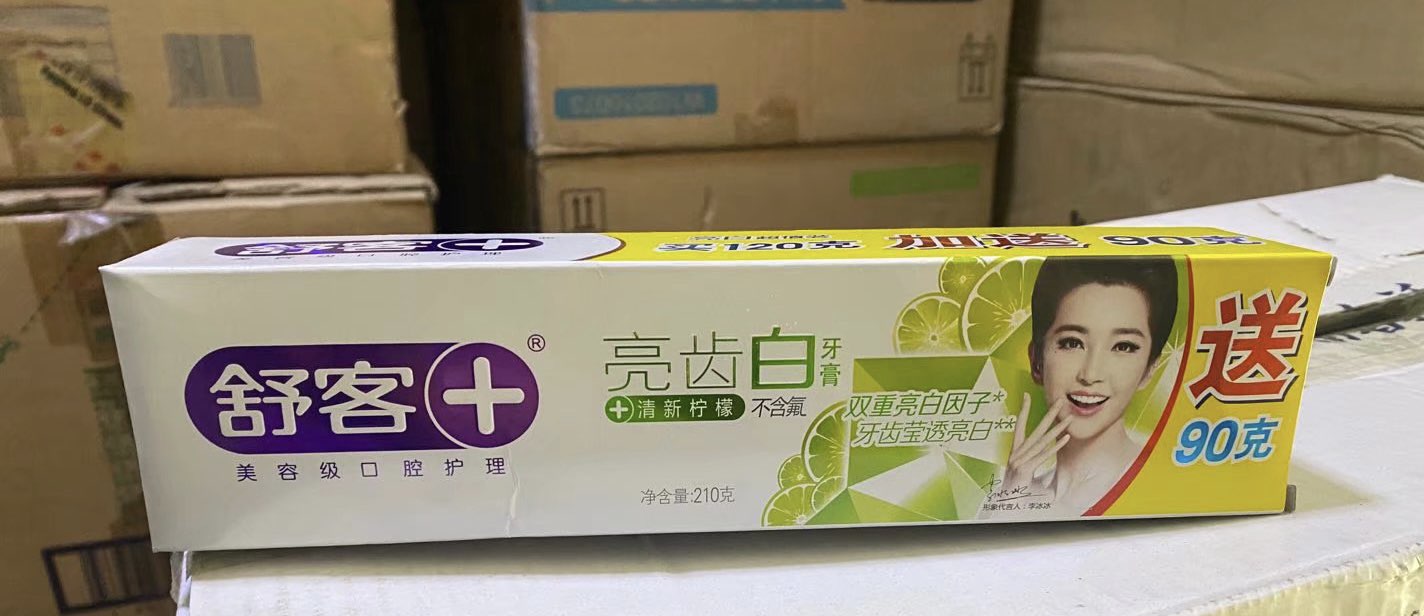 舒客
买120克 加送 90克
舒客®
美容级口腔护理
亮齿白牙膏
清新柠檬 不含氟
净含量:210克
双重亮白因子*
牙齿莹透亮白**
形象代言人：李冰冰
送
90克